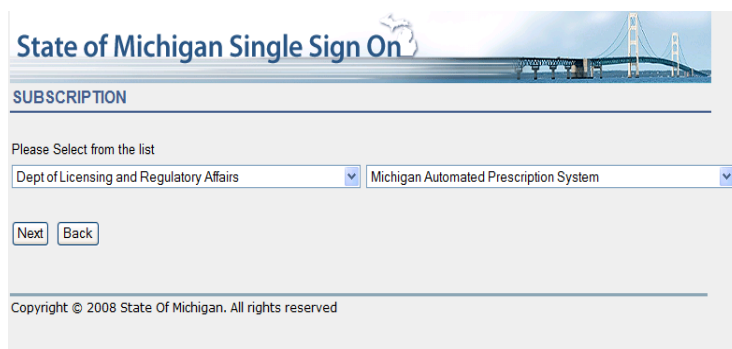 State of Michigan Single Sign On
SUBSCRIPTION
Please Select from the list
Dept of Licensing and Regulatory Affairs Michigan Automated Prescription System
Next Back
Copyright © 2008 State Of Michigan. All rights reserved